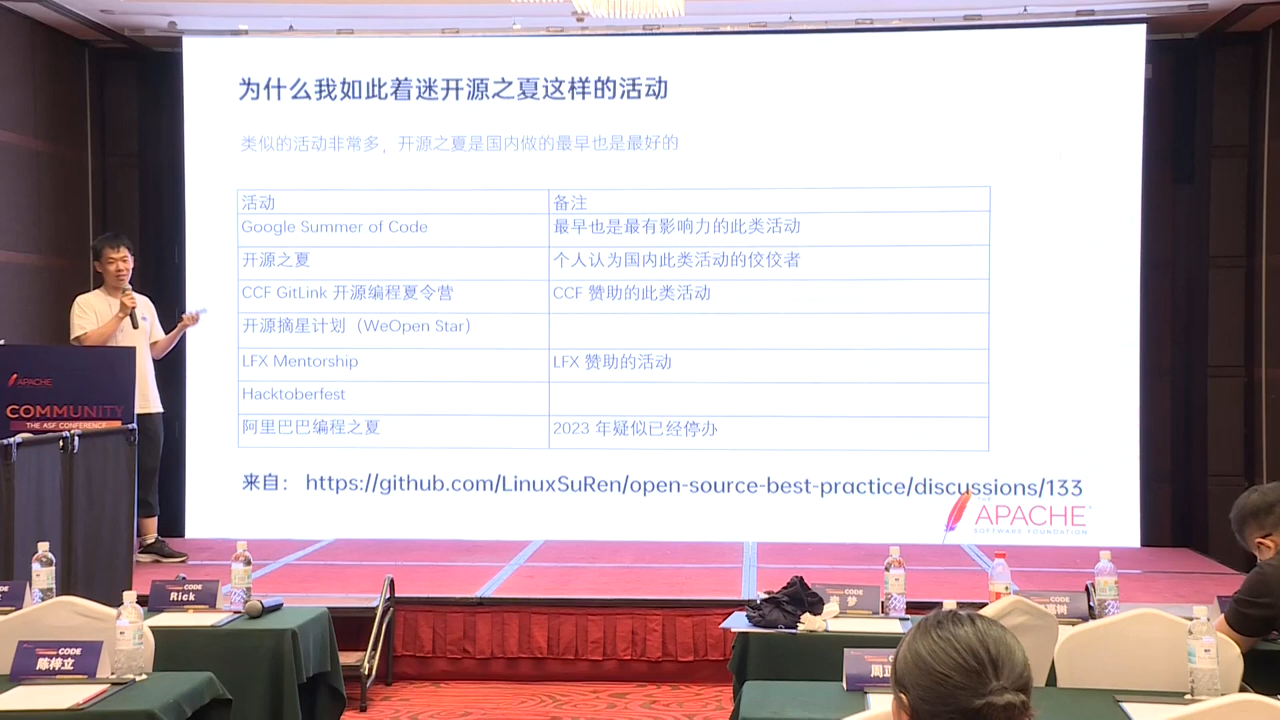 为什么我如此着迷开源之夏这样的活动
类似的活动非常多，开源之夏是国内做的最早也是最好的
活动 备注
Google Summer of Code 最早也是最有影响力的此类活动
开源之夏 个人认为国内此类活动的佼佼者
CCF GitLink 开源编程夏令营 CCF 赞助的此类活动
开源摘星计划（WeOpen Star）
LFX Mentorship LFX 赞助的活动
Hacktoberfest
阿里巴巴编程之夏 2023 年疑似已经停办
来自： https://github.com/LinuxSuRen/open-source-best-practice/discussions/133
THE
APACHE
SOFTWARE FOUNDATION
APACHE
COMMUNITY
THE ASF CONFERENCE
CODE
Rick
CODE
陈梓立
CODE
梦
CODE
树
周